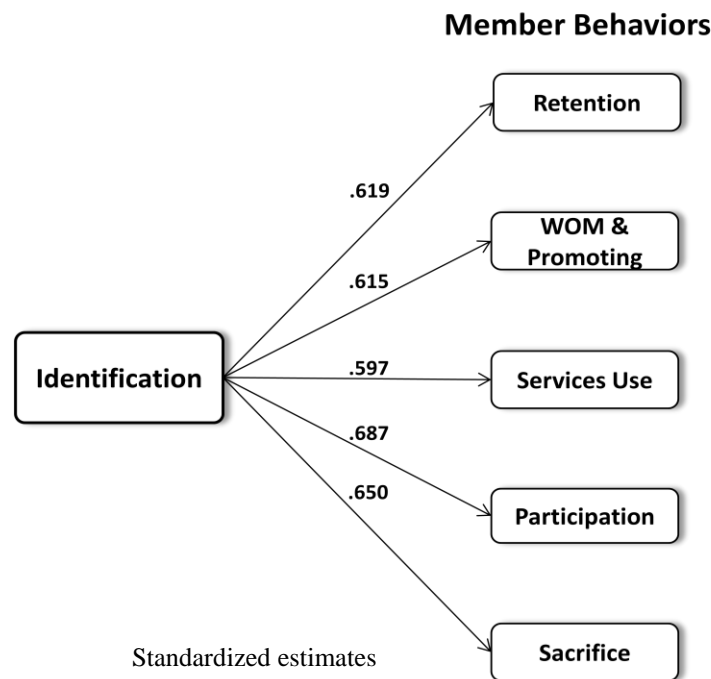 Member Behaviors
Retention
.619
WOM &
Promoting
.615
Identification
.597
Services Use
.687
.650
Participation
Sacrifice
Standardized estimates